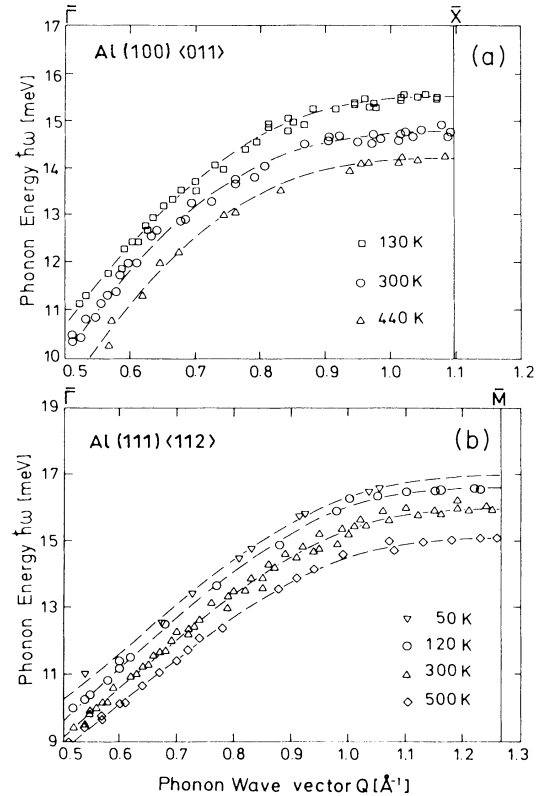 Γ̄ X̄
17
Al (100) <011> (a)
16
15
14
13
12
11
10
Phonon Energy ħω [meV]
□ 130 K
○ 300 K
△ 440 K
0.5 0.6 0.7 0.8 0.9 1.0 1.1 1.2
Γ̄ M̄
19
Al (111) <112> (b)
17
15
13
11
9
Phonon Energy ħω [meV]
▽ 50 K
○ 120 K
△ 300 K
◇ 500 K
0.5 0.6 0.7 0.8 0.9 1.0 1.1 1.2 1.3
Phonon Wave vector Q [Å⁻¹]